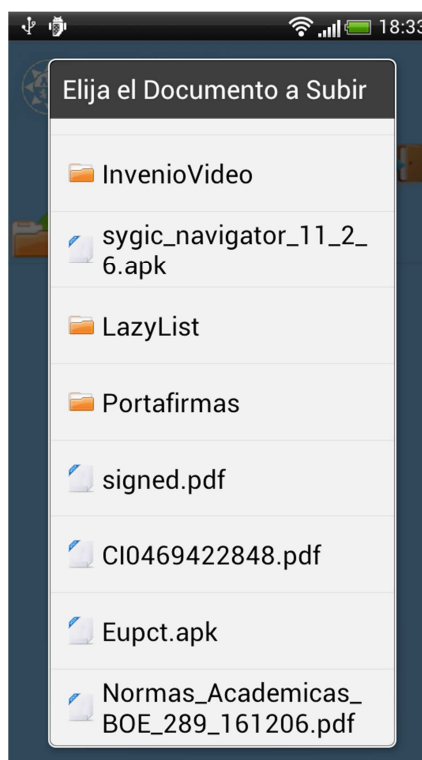 18:33
Elija el Documento a Subir
InvenioVideo
sygic_navigator_11_2_
6.apk
LazyList
Portafirmas
signed.pdf
CI0469422848.pdf
Eupct.apk
Normas_Academicas_
BOE_289_161206.pdf